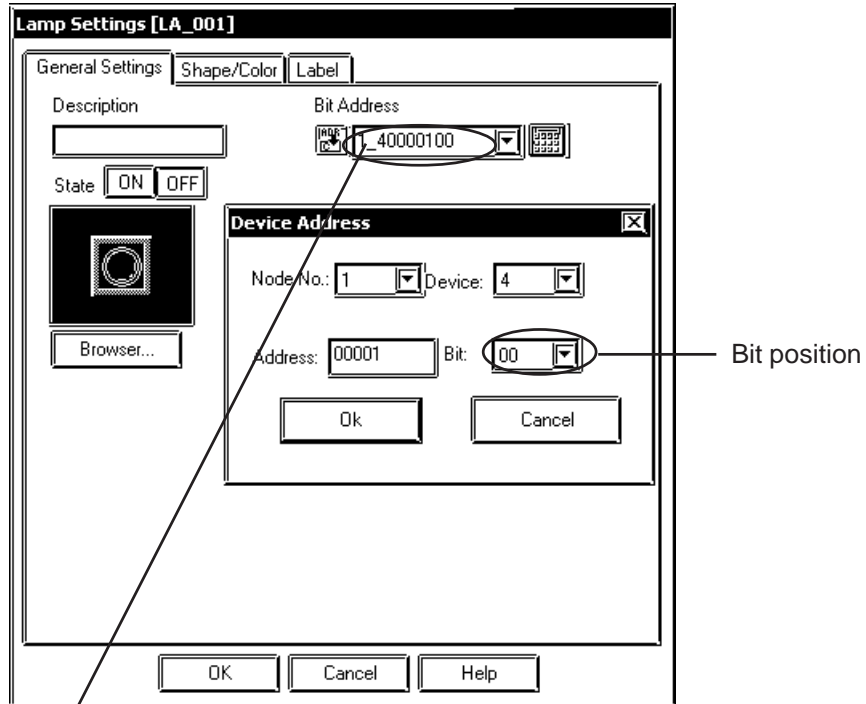 Lamp Settings [LA_001]
General Settings Shape/Color Label
Description Bit Address
1_40000100
State ON OFF
Device Address
Node No.: 1 Device: 4
Browser...
Address: 00001 Bit: 00
Bit position
Ok Cancel
OK Cancel Help